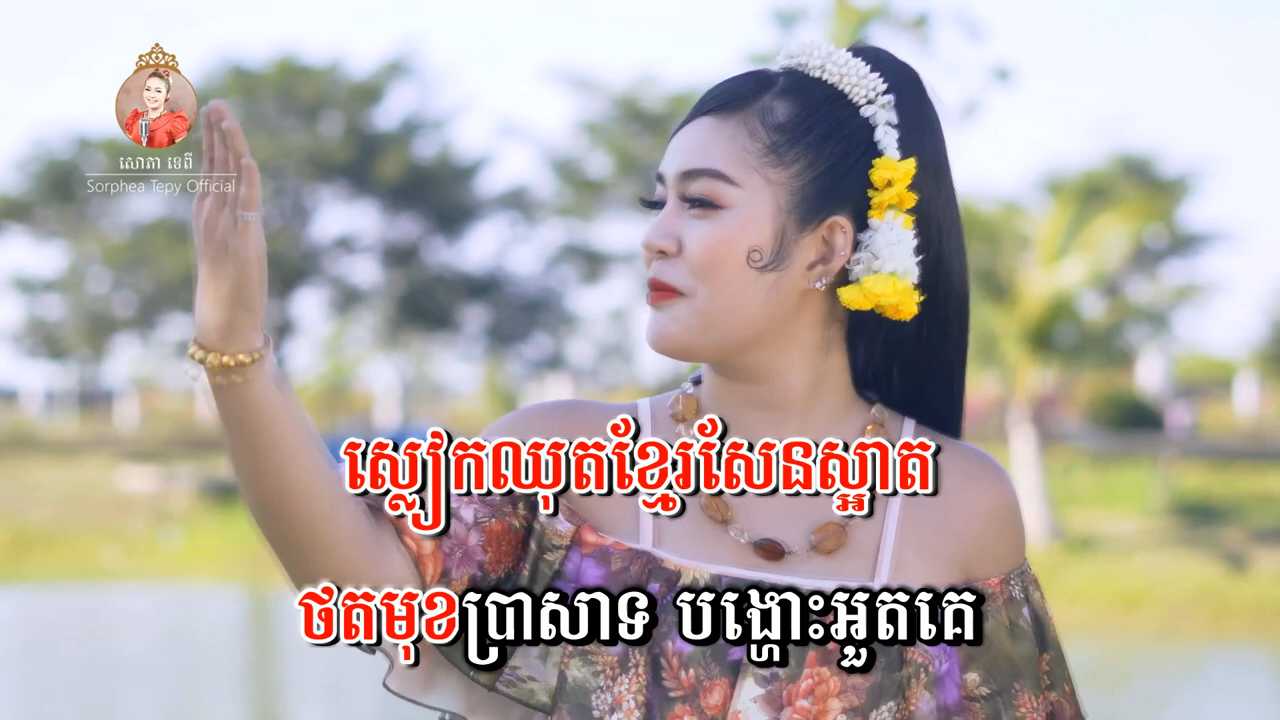 សោភា ទេពី
Sorphea Tepy Official
ស្លៀកឈុតខ្មែរសែនស្អាត
ថតមុខប្រាសាទ បង្ហោះអួតគេ